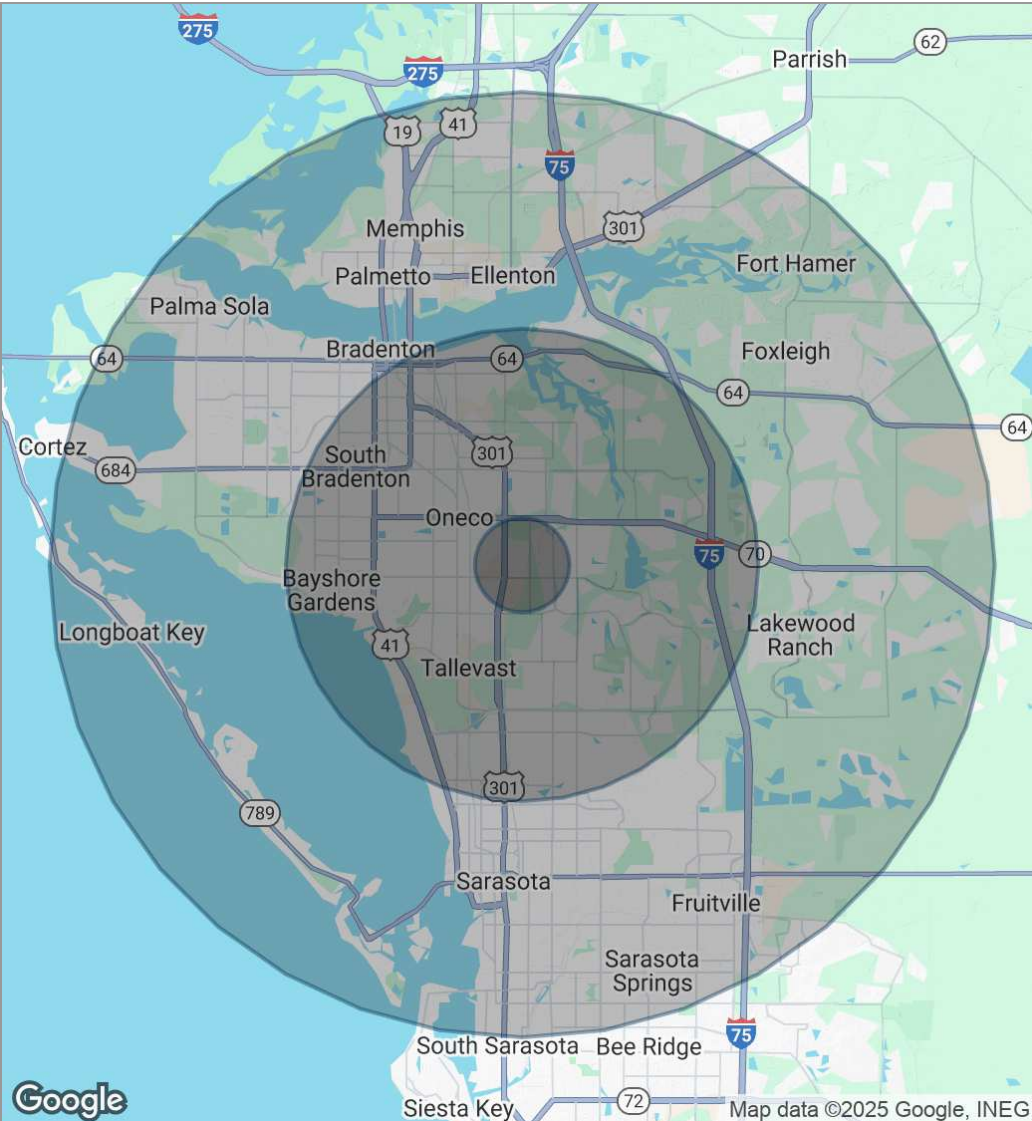 275
62
Parrish
275
19
41
75
301
Memphis
Fort Hamer
Palmetto
Ellenton
Palma Sola
Bradenton
64
64
Foxleigh
64
64
Cortez
684
South
Bradenton
301
Oneco
75
70
Bayshore
Gardens
Longboat Key
41
Lakewood
Ranch
Tallevast
301
789
Sarasota
Fruitville
Sarasota
Springs
75
South Sarasota
Bee Ridge
Google
Siesta Key
72
Map data ©2025 Google, INEG